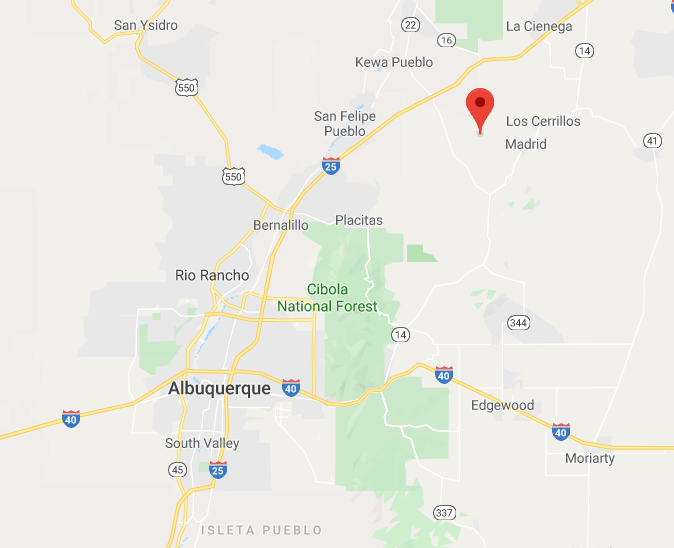 San Ysidro
22
La Cienega
16
14
Kewa Pueblo
550
San Felipe
Pueblo
Los Cerrillos
Madrid
41
25
550
Bernalillo
Placitas
Rio Rancho
Cibola
National Forest
14
344
40
Albuquerque
40
40
Edgewood
40
South Valley
Moriarty
45
25
337
ISLETA PUEBLO